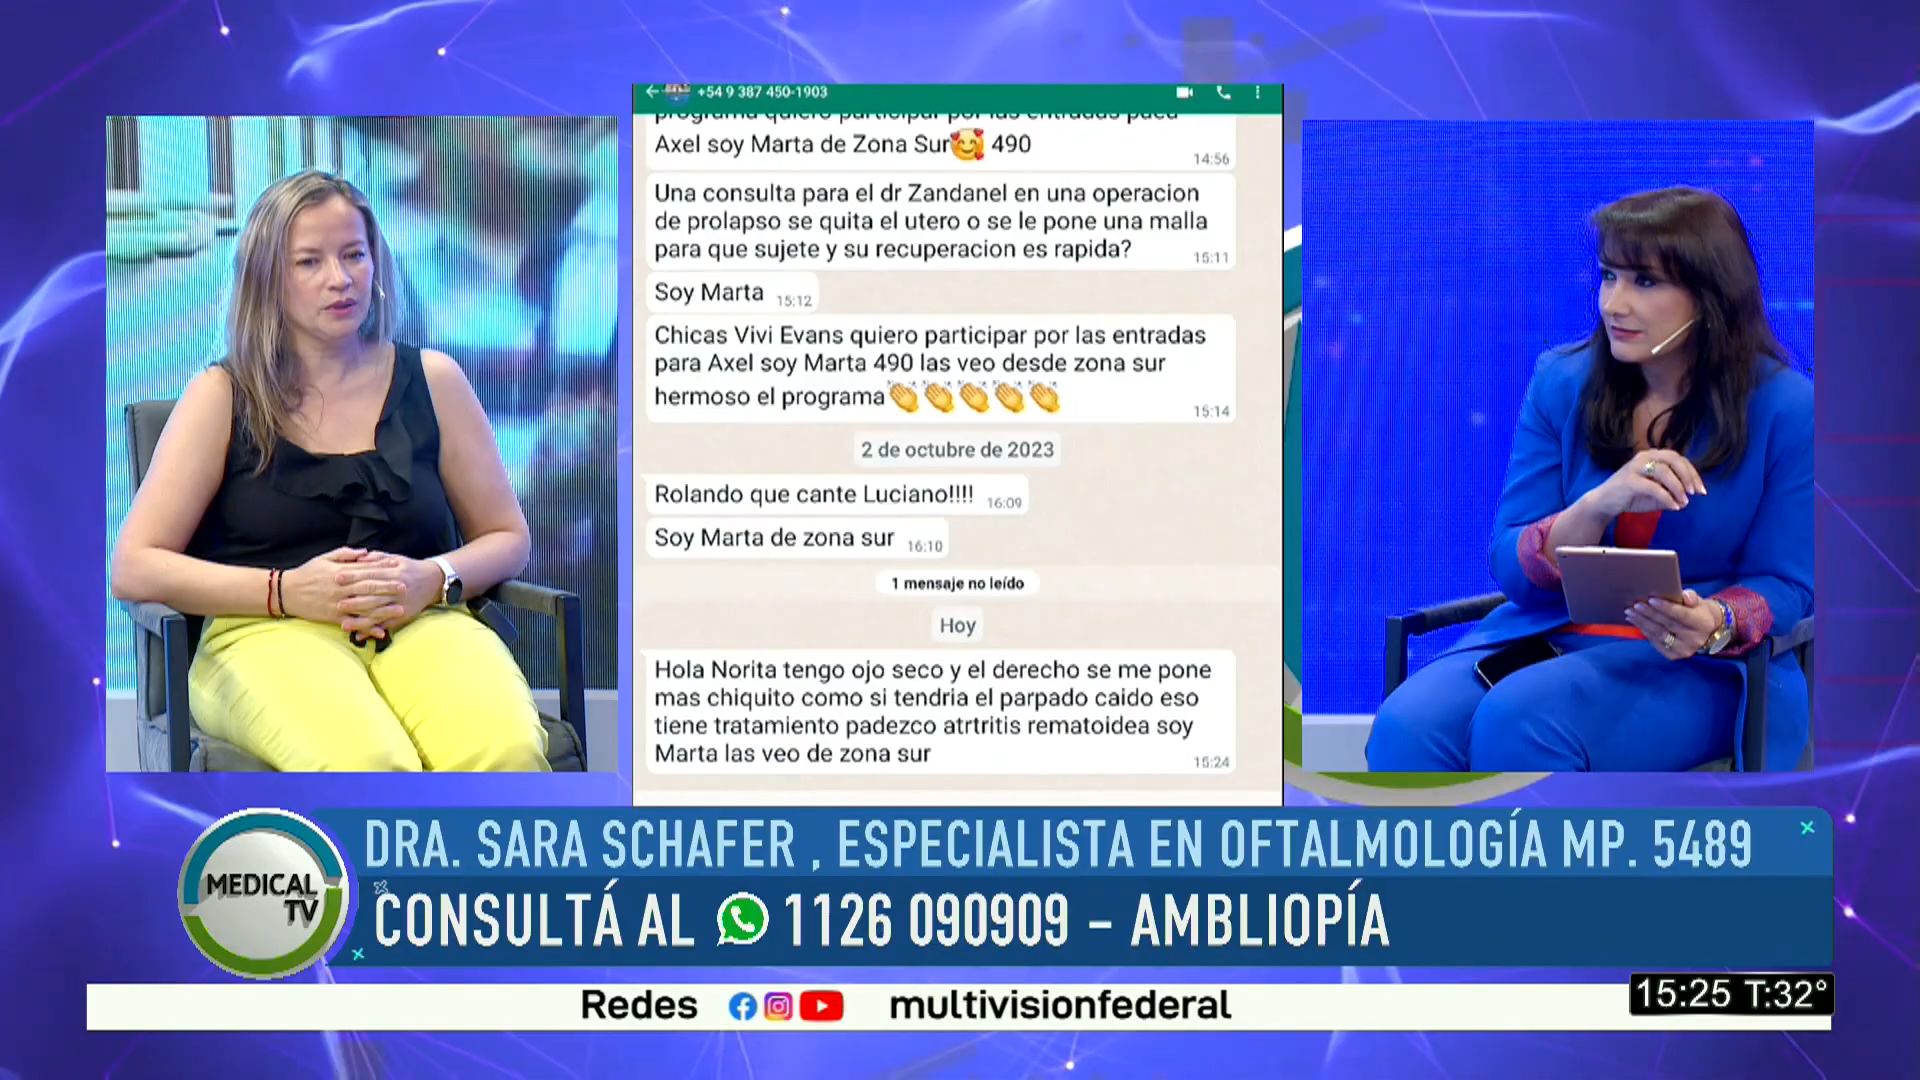 +54 9 387 450-1903
programa quiero participar por las entradas para
Axel soy Marta de Zona Sur🥰 490
14:56
Una consulta para el dr Zandanel en una operacion
de prolapso se quita el utero o se le pone una malla
para que sujete y su recuperacion es rapida?
15:11
Soy Marta 15:12
Chicas Vivi Evans quiero participar por las entradas
para Axel soy Marta 490 las veo desde zona sur
hermoso el programa👏👏👏👏👏
15:14
2 de octubre de 2023
Rolando que cante Luciano!!!! 16:09
Soy Marta de zona sur 16:10
1 mensaje no leído
Hoy
Hola Norita tengo ojo seco y el derecho se me pone
mas chiquito como si tendria el parpado caido eso
tiene tratamiento padezco atrtritis rematoidea soy
Marta las veo de zona sur
15:24
MEDICAL
TV
DRA. SARA SCHAFER , ESPECIALISTA EN OFTALMOLOGÍA MP. 5489
CONSULTÁ AL 1126 090909 - AMBLIOPÍA
Redes multivisionfederal
15:25 T:32°